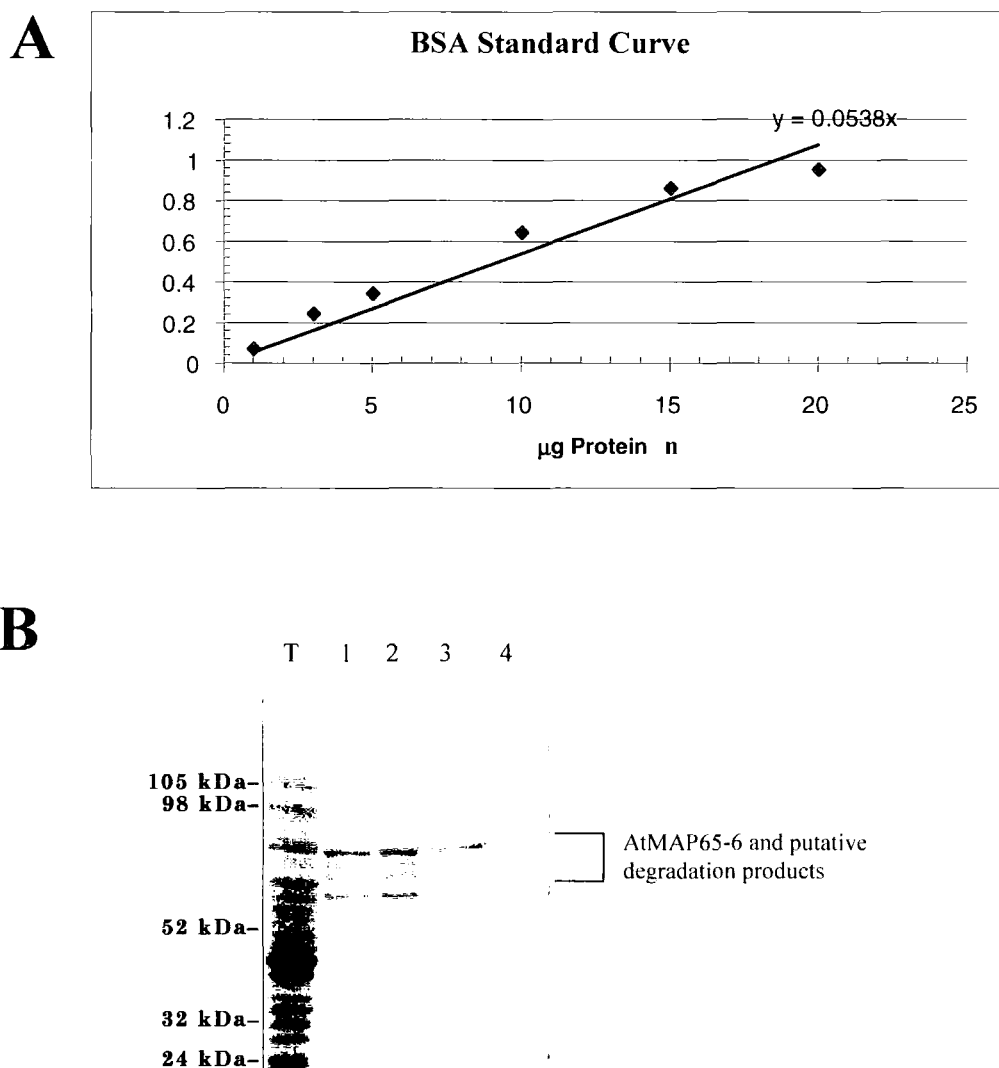 A
BSA Standard Curve
y = 0.0538x
1.2
1
0.8
0.6
0.4
0.2
0
0 5 10 15 20 25
µg Protein n
B
T 1 2 3 4
105 kDa-
98 kDa-
AtMAP65-6 and putative
degradation products
52 kDa-
32 kDa-
24 kDa-